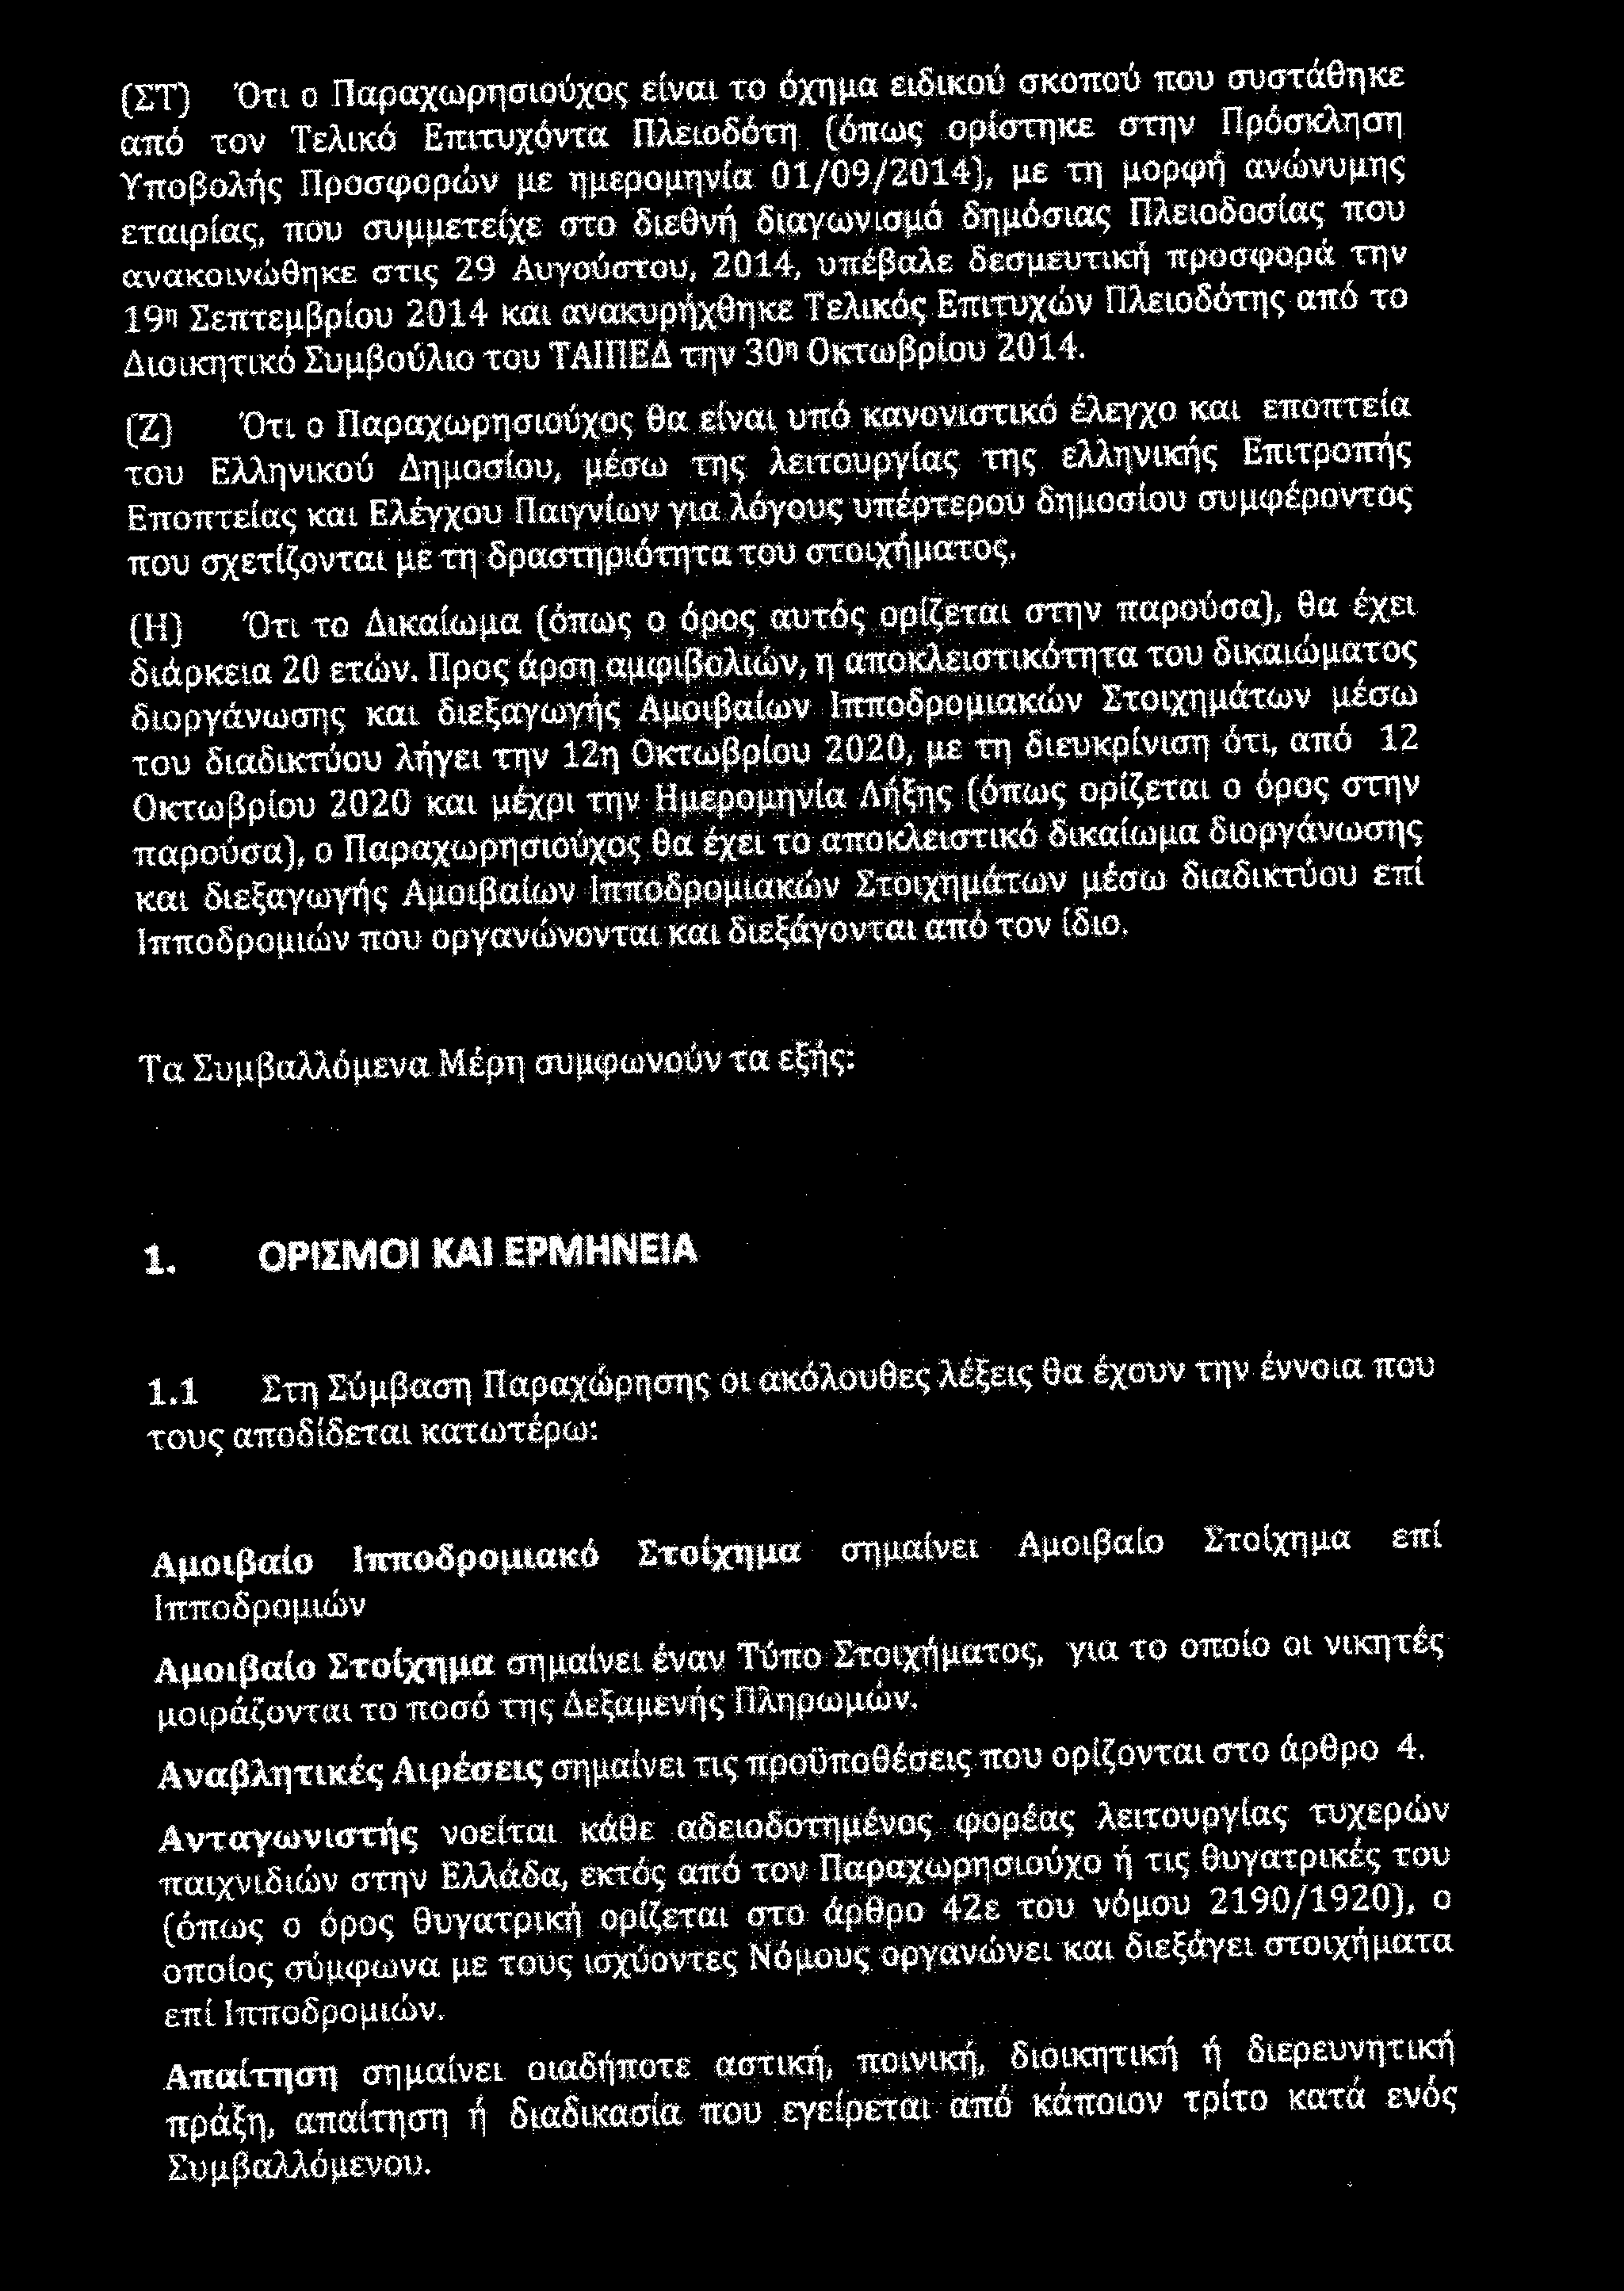 (ΣΤ) Ότι ο Παραχωρησιούχος είναι το όχημα ειδικού σκοπού που συστάθηκε
από τον Τελικό Επιτυχόντα Πλειοδότη (όπως ορίστηκε στην Πρόσκληση
Υποβολής Προσφορών με ημερομηνία 01/09/2014), με τη μορφή ανώνυμης
εταιρίας, που συμμετείχε στο διεθνή διαγωνισμό δημόσιας Πλειοδοσίας που
ανακοινώθηκε στις 29 Αυγούστου, 2014, υπέβαλε δεσμευτική προσφορά την
19η Σεπτεμβρίου 2014 και ανακυρήχθηκε Τελικός Επιτυχών Πλειοδότης από το
Διοικητικό Συμβούλιο του ΤΑΙΠΕΔ την 30η Οκτωβρίου 2014.
(Ζ) Ότι ο Παραχωρησιούχος θα είναι υπό κανονιστικό έλεγχο και εποπτεία
του Ελληνικού Δημοσίου, μέσω της λειτουργίας της ελληνικής Επιτροπής
Εποπτείας και Ελέγχου Παιγνίων για λόγους υπέρτερου δημοσίου συμφέροντος
που σχετίζονται με τη δραστηριότητα του στοιχήματος.
(Η) Ότι το Δικαίωμα (όπως ο όρος αυτός ορίζεται στην παρούσα), θα έχει
διάρκεια 20 ετών. Προς άρση αμφιβολιών, η αποκλειστικότητα του δικαιώματος
διοργάνωσης και διεξαγωγής Αμοιβαίων Ιπποδρομιακών Στοιχημάτων μέσω
του διαδικτύου λήγει την 12η Οκτωβρίου 2020, με τη διευκρίνιση ότι, από 12
Οκτωβρίου 2020 και μέχρι την Ημερομηνία Λήξης (όπως ορίζεται ο όρος στην
παρούσα), ο Παραχωρησιούχος θα έχει το αποκλειστικό δικαίωμα διοργάνωσης
και διεξαγωγής Αμοιβαίων Ιπποδρομιακών Στοιχημάτων μέσω διαδικτύου επί
Ιπποδρομιών που οργανώνονται και διεξάγονται από τον ίδιο.
Τα Συμβαλλόμενα Μέρη συμφωνούν τα εξής:
1. ΟΡΙΣΜΟΙ ΚΑΙ ΕΡΜΗΝΕΙΑ
1.1 Στη Σύμβαση Παραχώρησης οι ακόλουθες λέξεις θα έχουν την έννοια που
τους αποδίδεται κατωτέρω:
Αμοιβαίο Ιπποδρομιακό Στοίχημα σημαίνει Αμοιβαίο Στοίχημα επί
Ιπποδρομιών
Αμοιβαίο Στοίχημα σημαίνει έναν Τύπο Στοιχήματος, για το οποίο οι νικητές
μοιράζονται το ποσό της Δεξαμενής Πληρωμών.
Αναβλητικές Αιρέσεις σημαίνει τις προϋποθέσεις που ορίζονται στο άρθρο 4.
Ανταγωνιστής νοείται κάθε αδειοδοτημένος φορέας λειτουργίας τυχερών
παιχνιδιών στην Ελλάδα, εκτός από τον Παραχωρησιούχο ή τις θυγατρικές του
(όπως ο όρος θυγατρική ορίζεται στο άρθρο 42ε του νόμου 2190/1920), ο
οποίος σύμφωνα με τους ισχύοντες Νόμους οργανώνει και διεξάγει στοιχήματα
επί Ιπποδρομιών.
Απαίτηση σημαίνει οιαδήποτε αστική, ποινική, διοικητική ή διερευνητική
πράξη, απαίτηση ή διαδικασία που εγείρεται από κάποιον τρίτο κατά ενός
Συμβαλλόμενου.